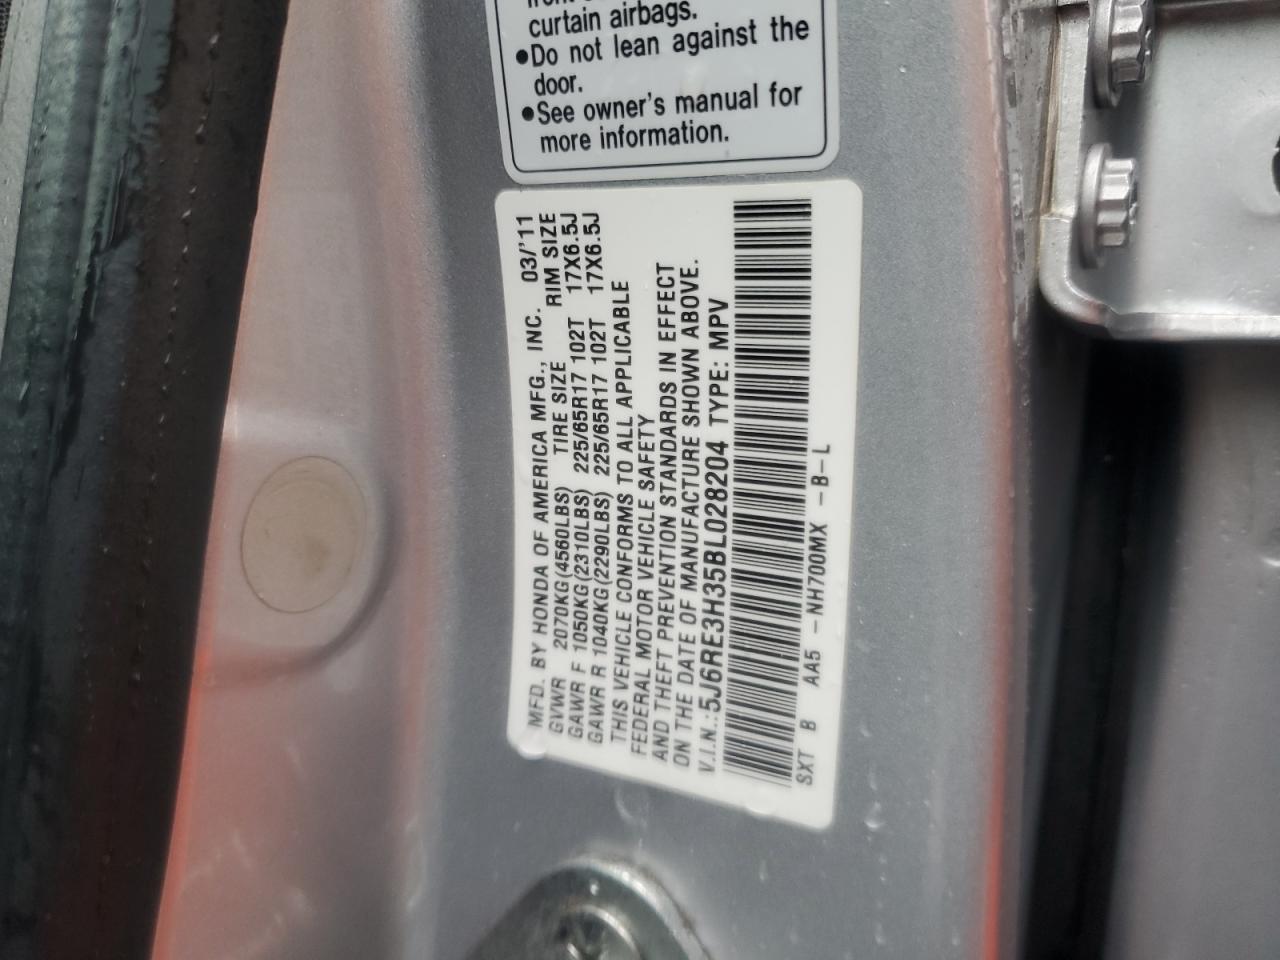 curtain airbags.
●Do not lean against the
door.
●See owner's manual for
more information.
MFD. BY HONDA OF AMERICA MFG., INC. 03/'11
GVWR 2070KG(4560LBS) TIRE SIZE RIM SIZE
GAWR F 1050KG(2310LBS) 225/65R17 102T 17X6.5J
GAWR R 1040KG(2290LBS) 225/65R17 102T 17X6.5J
THIS VEHICLE CONFORMS TO ALL APPLICABLE
FEDERAL MOTOR VEHICLE SAFETY
AND THEFT PREVENTION STANDARDS IN EFFECT
ON THE DATE OF MANUFACTURE SHOWN ABOVE.
V.I.N.:5J6RE3H35BL028204 TYPE: MPV
SXT B AA5 -NH700MX -B-L